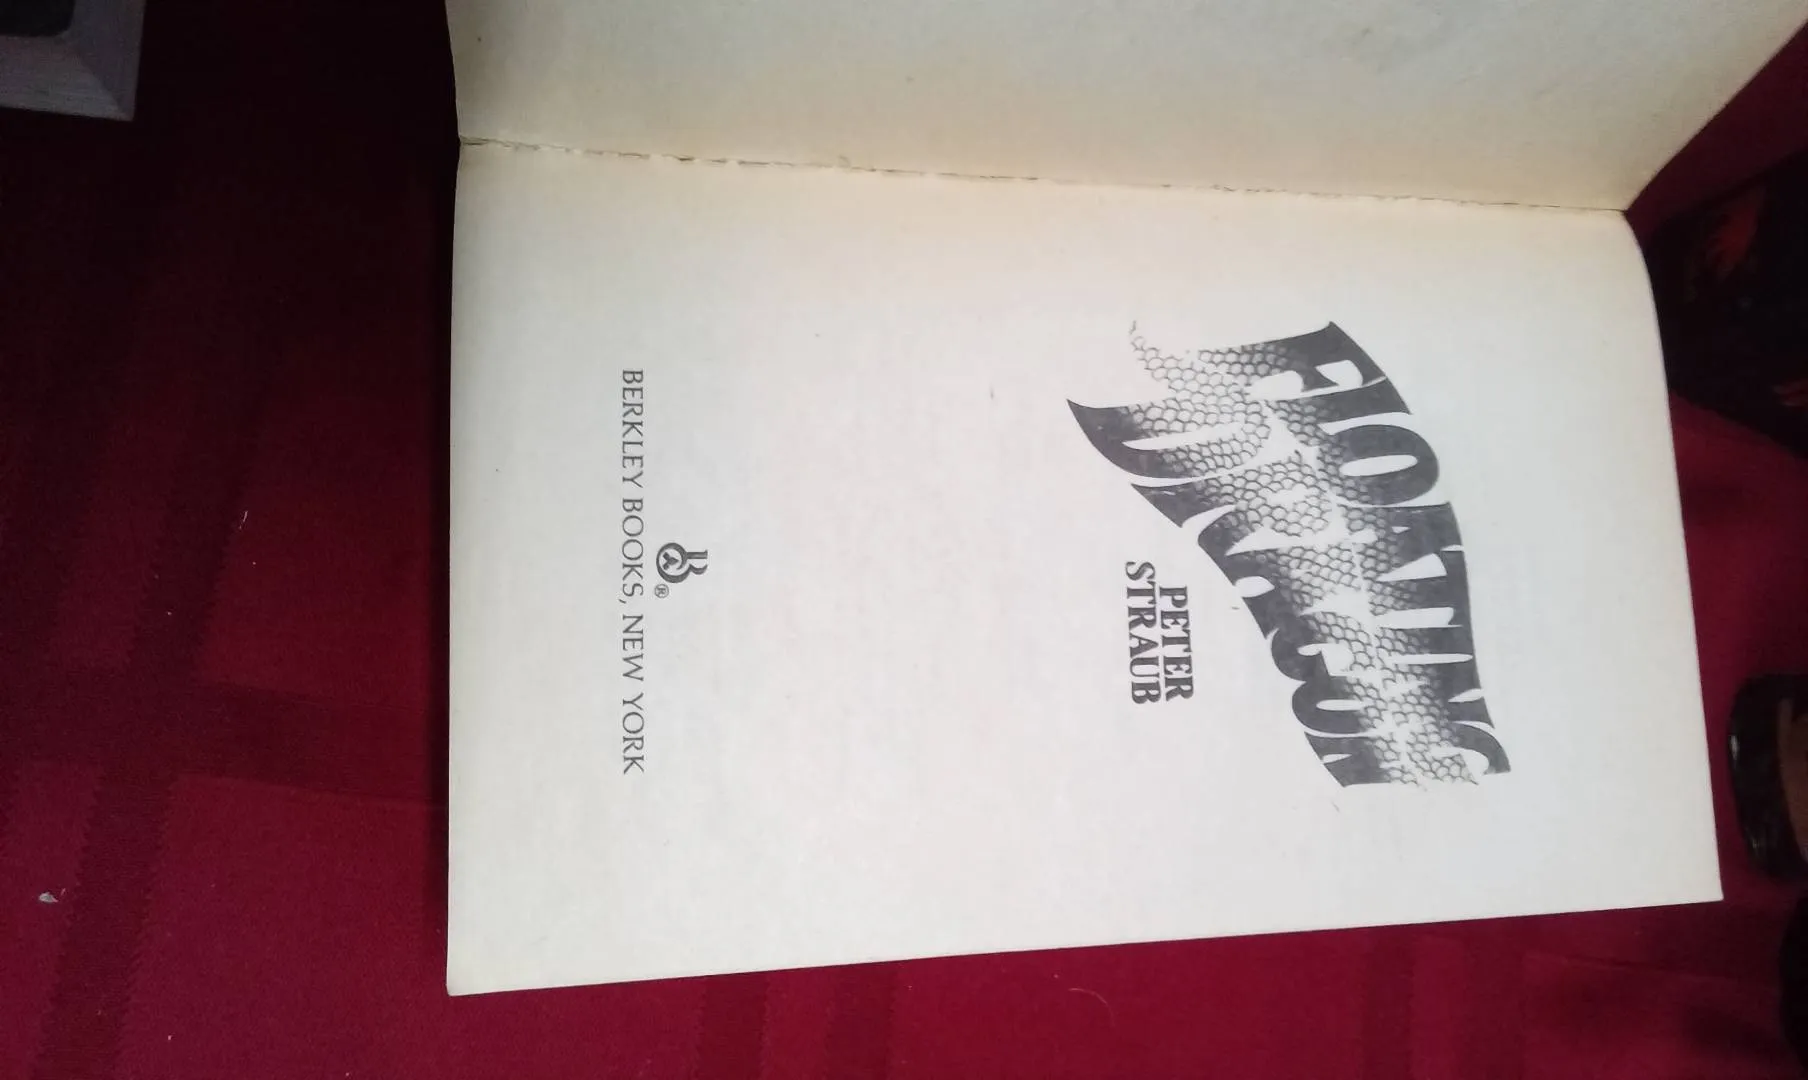 FLOATING
DRAGON
PETER
STRAUB
B®
BERKLEY BOOKS, NEW YORK